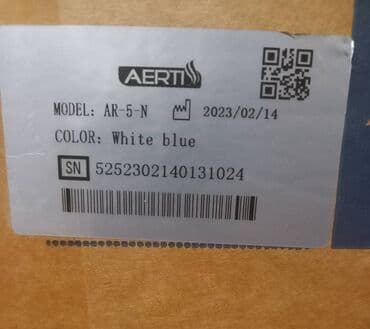 AERTI
MODEL: AR-5-N 2023/02/14
COLOR: White blue
SN 5252302140131024